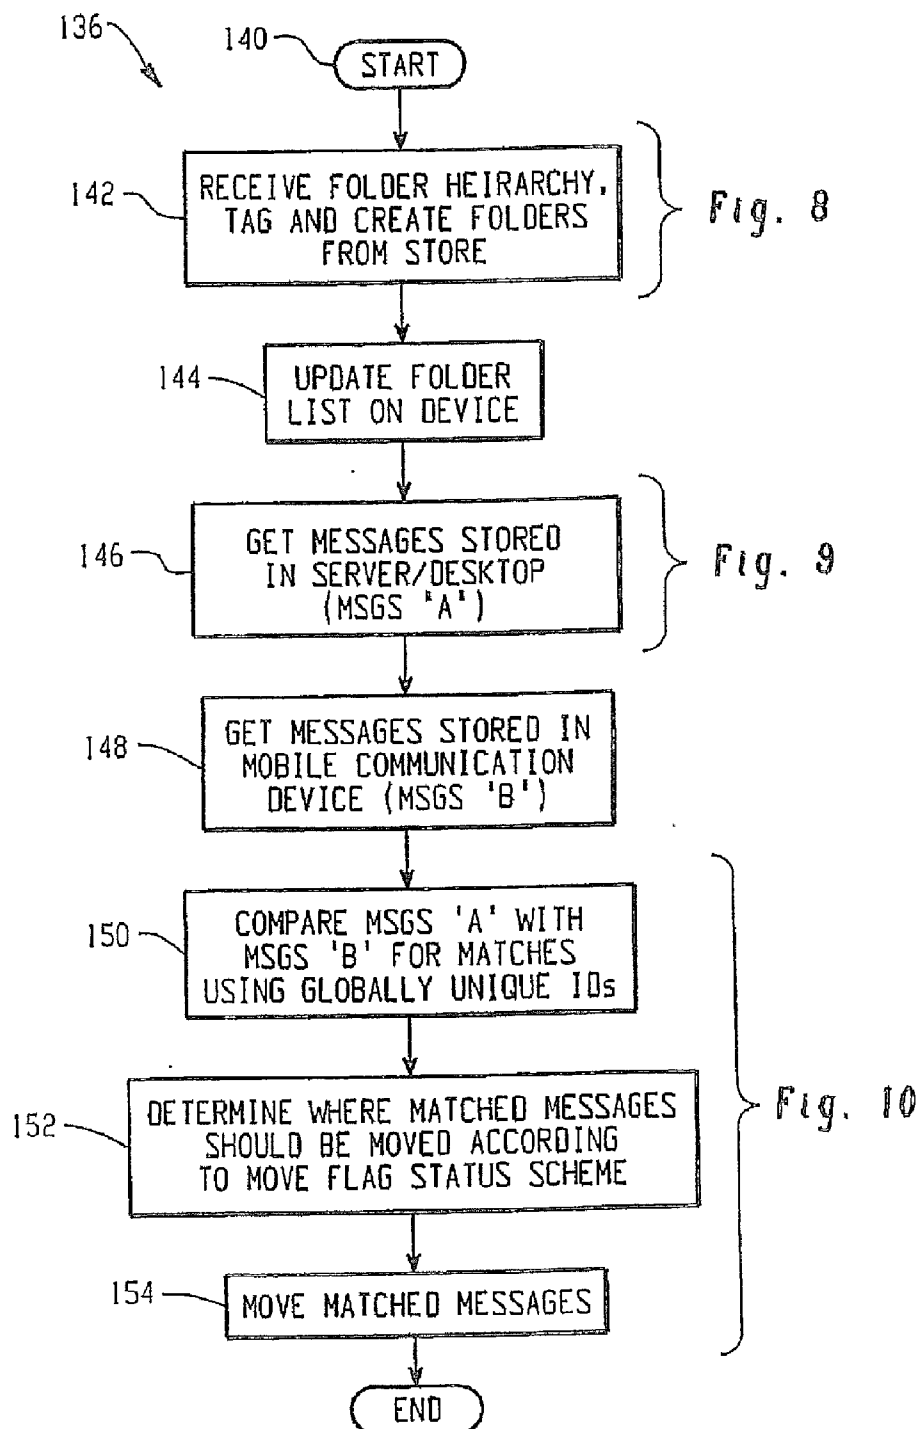 136
140
START
142
RECEIVE FOLDER HEIRARCHY,
TAG AND CREATE FOLDERS
FROM STORE
Fig. 8
144
UPDATE FOLDER
LIST ON DEVICE
146
GET MESSAGES STORED
IN SERVER/DESKTOP
(MSGS 'A')
Fig. 9
148
GET MESSAGES STORED IN
MOBILE COMMUNICATION
DEVICE (MSGS 'B')
150
COMPARE MSGS 'A' WITH
MSGS 'B' FOR MATCHES
USING GLOBALLY UNIQUE IDs
152
DETERMINE WHERE MATCHED MESSAGES
SHOULD BE MOVED ACCORDING
TO MOVE FLAG STATUS SCHEME
Fig. 10
154
MOVE MATCHED MESSAGES
END